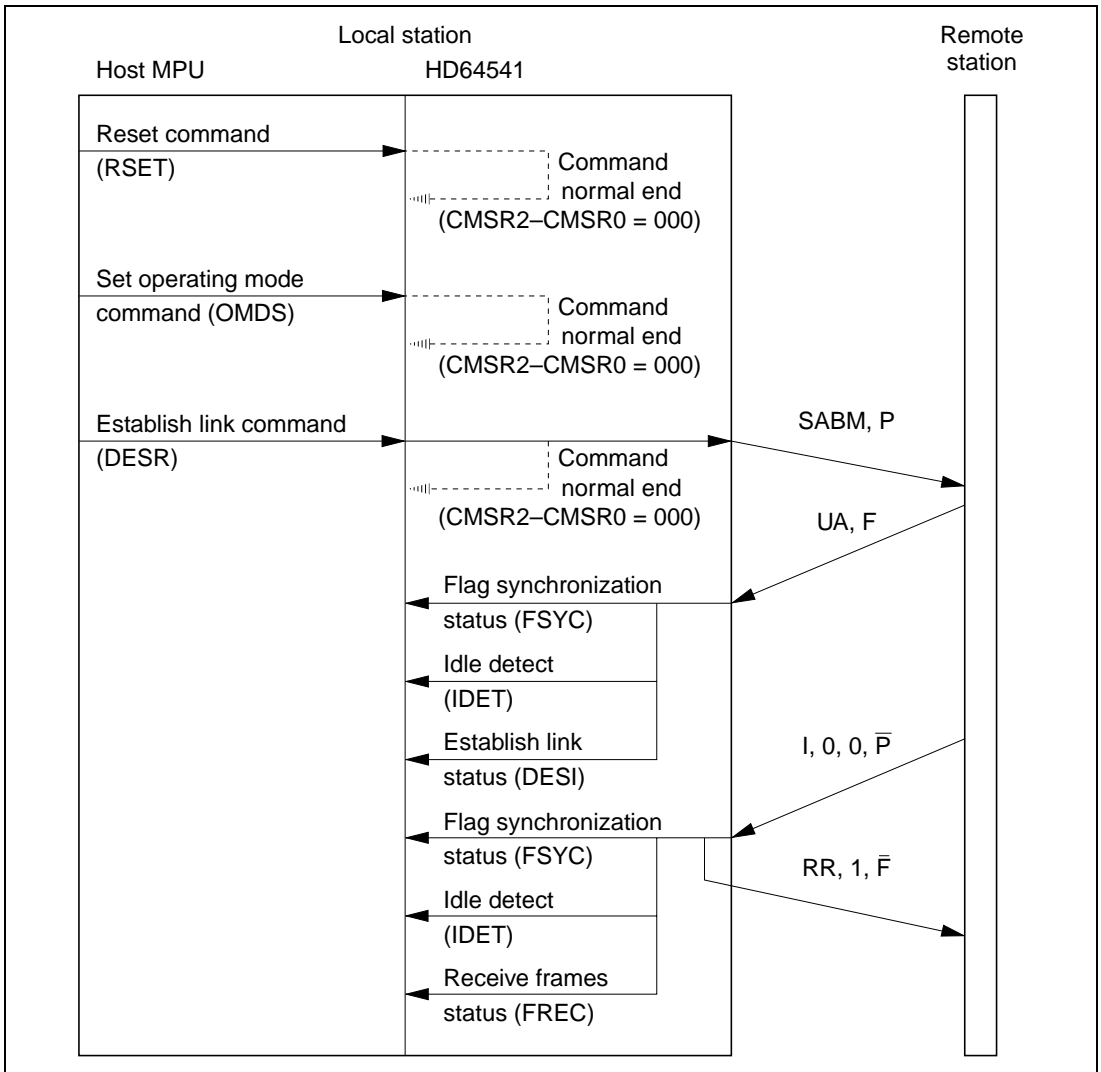 Local station
Remote
station
Host MPU
HD64541
Reset command
(RSET)
Command
normal end
(CMSR2–CMSR0 = 000)
Set operating mode
command (OMDS)
Command
normal end
(CMSR2–CMSR0 = 000)
Establish link command
(DESR)
SABM, P
Command
normal end
(CMSR2–CMSR0 = 000)
UA, F
Flag synchronization
status (FSYC)
Idle detect
(IDET)
Establish link
status (DESI)
I, 0, 0, P̅
Flag synchronization
status (FSYC)
RR, 1, F̅
Idle detect
(IDET)
Receive frames
status (FREC)